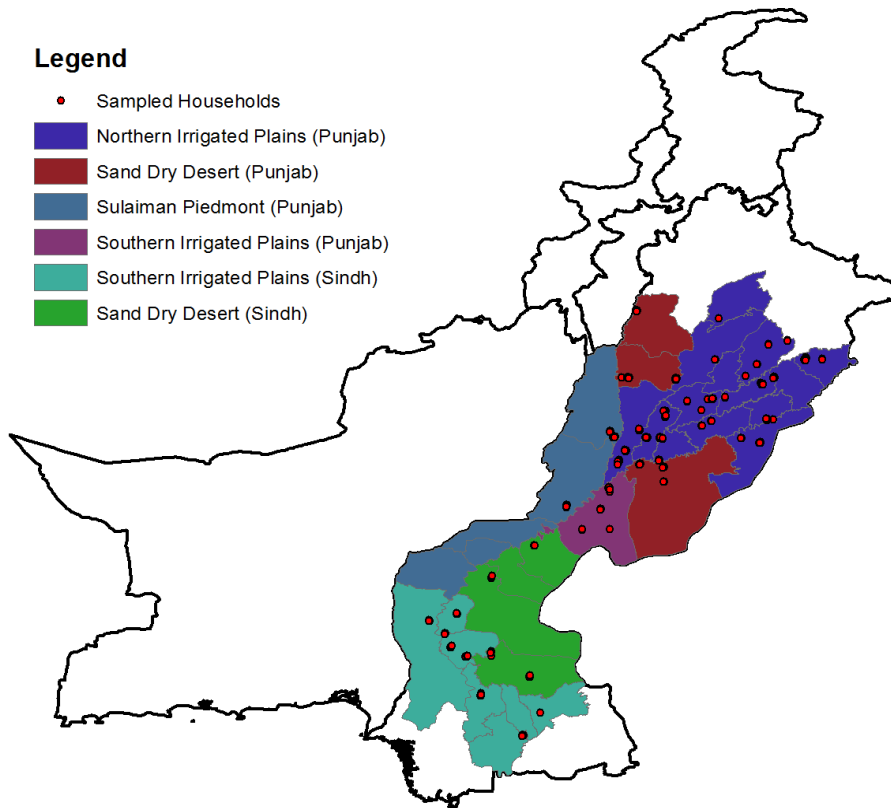 Legend
Sampled Households
Northern Irrigated Plains (Punjab)
Sand Dry Desert (Punjab)
Sulaiman Piedmont (Punjab)
Southern Irrigated Plains (Punjab)
Southern Irrigated Plains (Sindh)
Sand Dry Desert (Sindh)